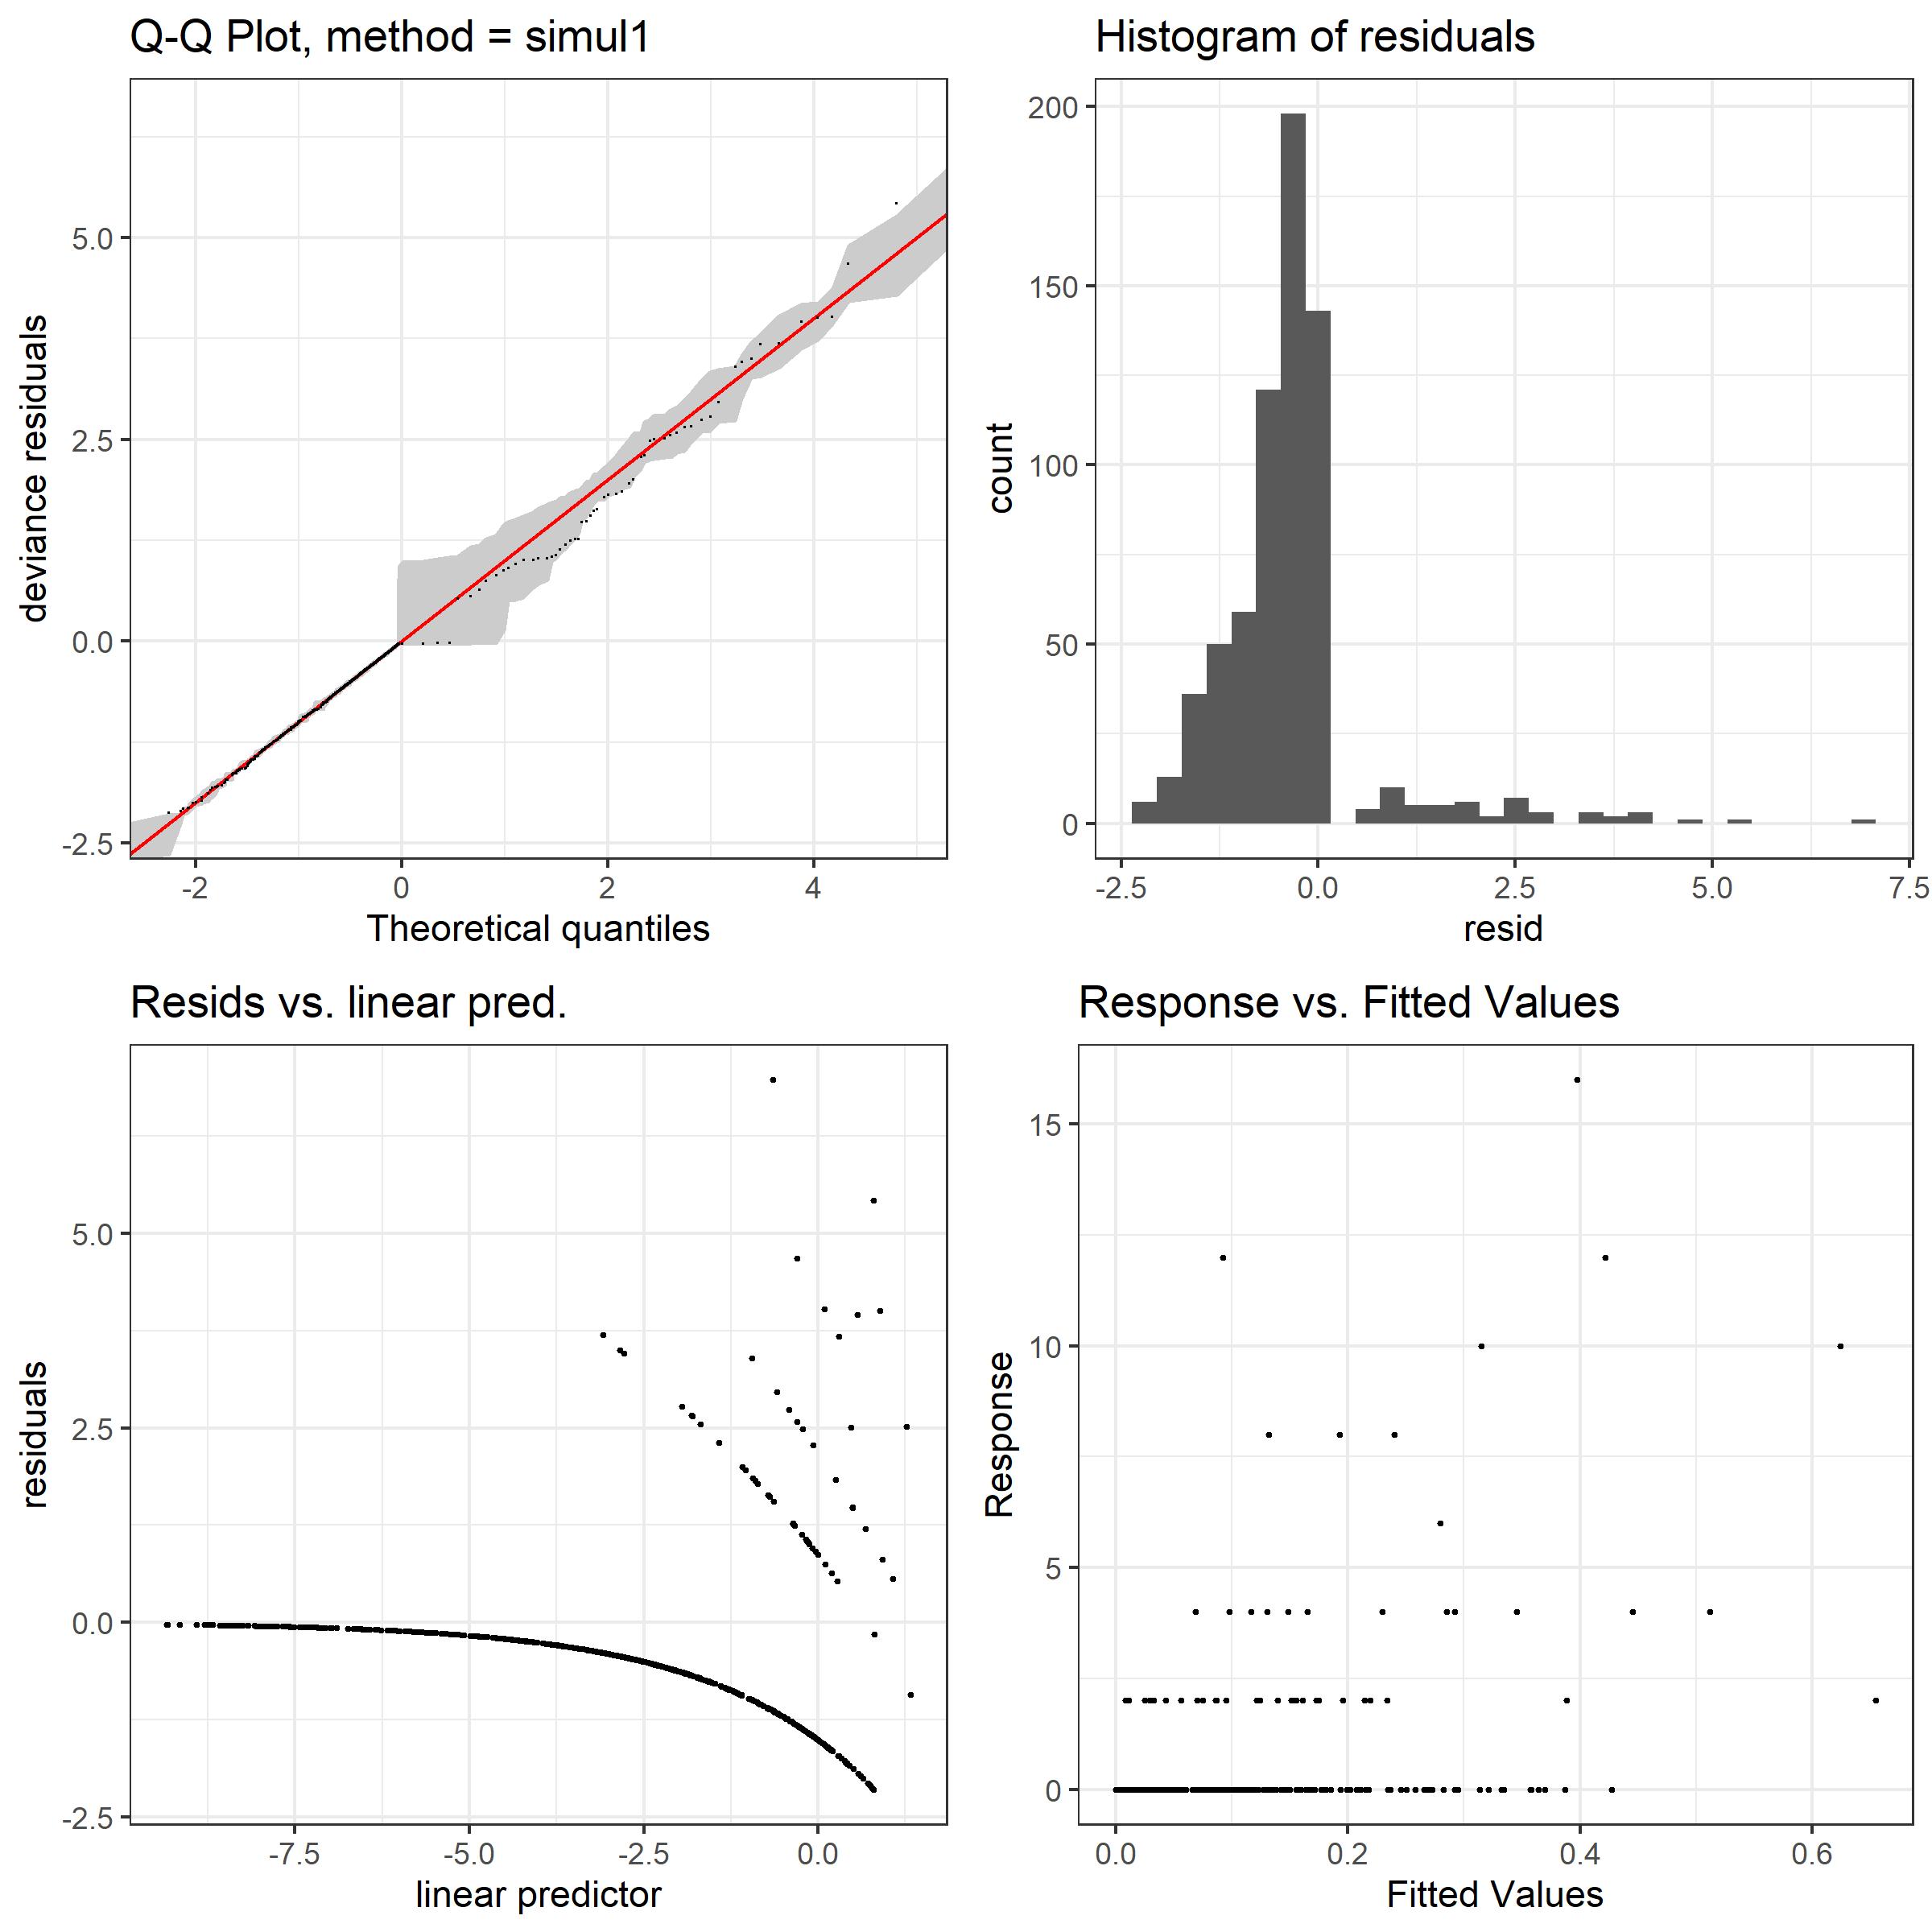 Q-Q Plot, method = simul1
5.0
2.5
0.0
-2.5
deviance residuals
-2
0
2
4
Theoretical quantiles
Histogram of residuals
200
150
100
50
0
count
-2.5
0.0
2.5
5.0
7.5
resid
Resids vs. linear pred.
5.0
2.5
0.0
-2.5
residuals
-7.5
-5.0
-2.5
0.0
linear predictor
Response vs. Fitted Values
15
10
5
0
Response
0.0
0.2
0.4
0.6
Fitted Values